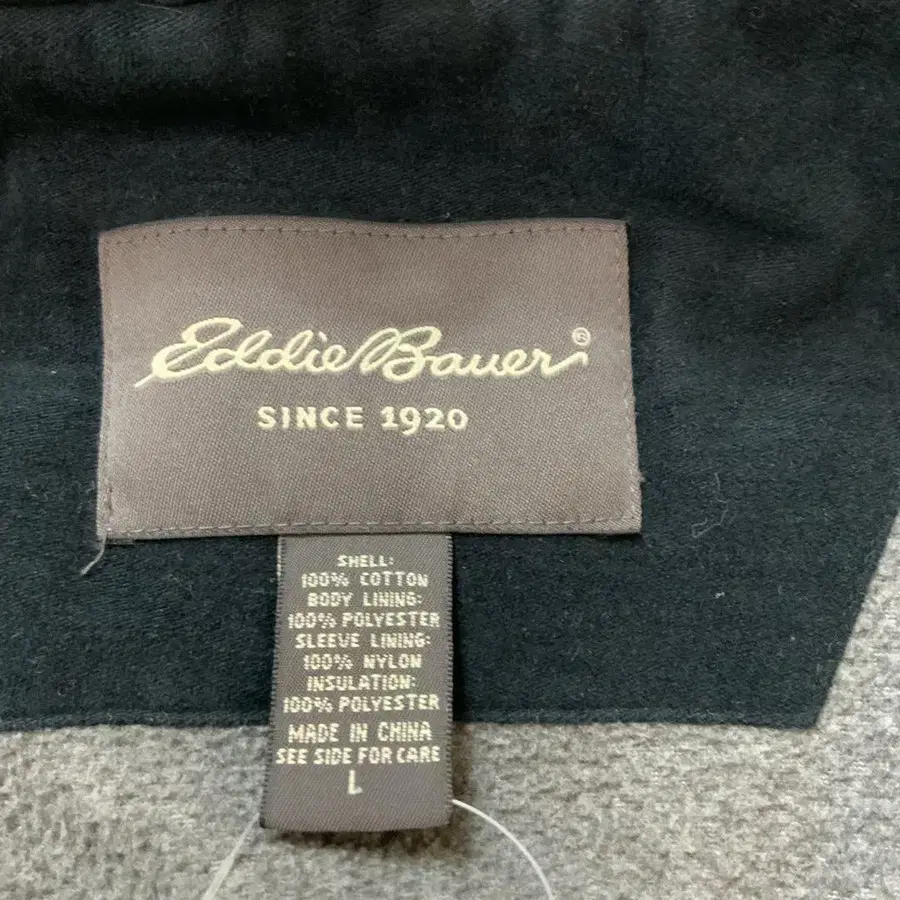 Eddie Bauer®
SINCE 1920
SHELL:
100% COTTON
BODY LINING:
100% POLYESTER
SLEEVE LINING:
100% NYLON
INSULATION:
100% POLYESTER
MADE IN CHINA
SEE SIDE FOR CARE
L